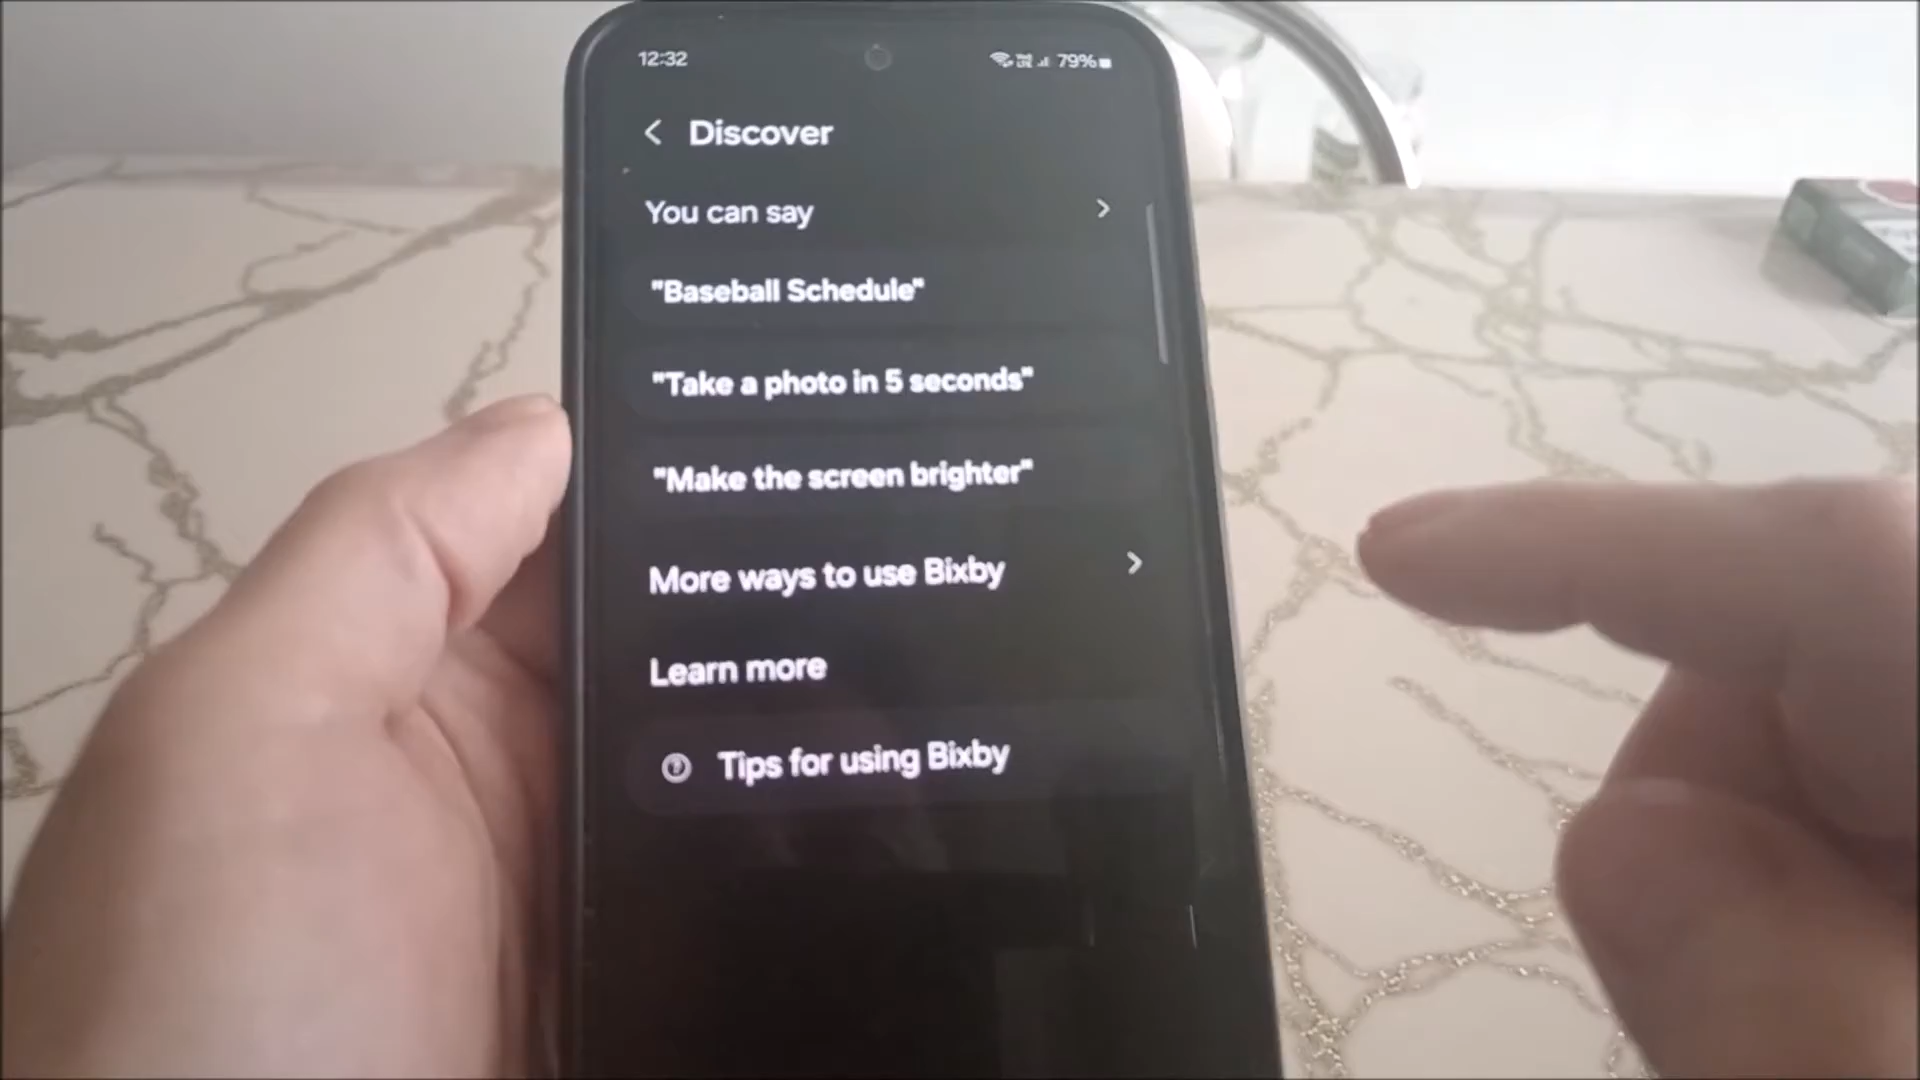 12:32
79%
Discover
You can say
"Baseball Schedule"
"Take a photo in 5 seconds"
"Make the screen brighter"
More ways to use Bixby
Learn more
Tips for using Bixby